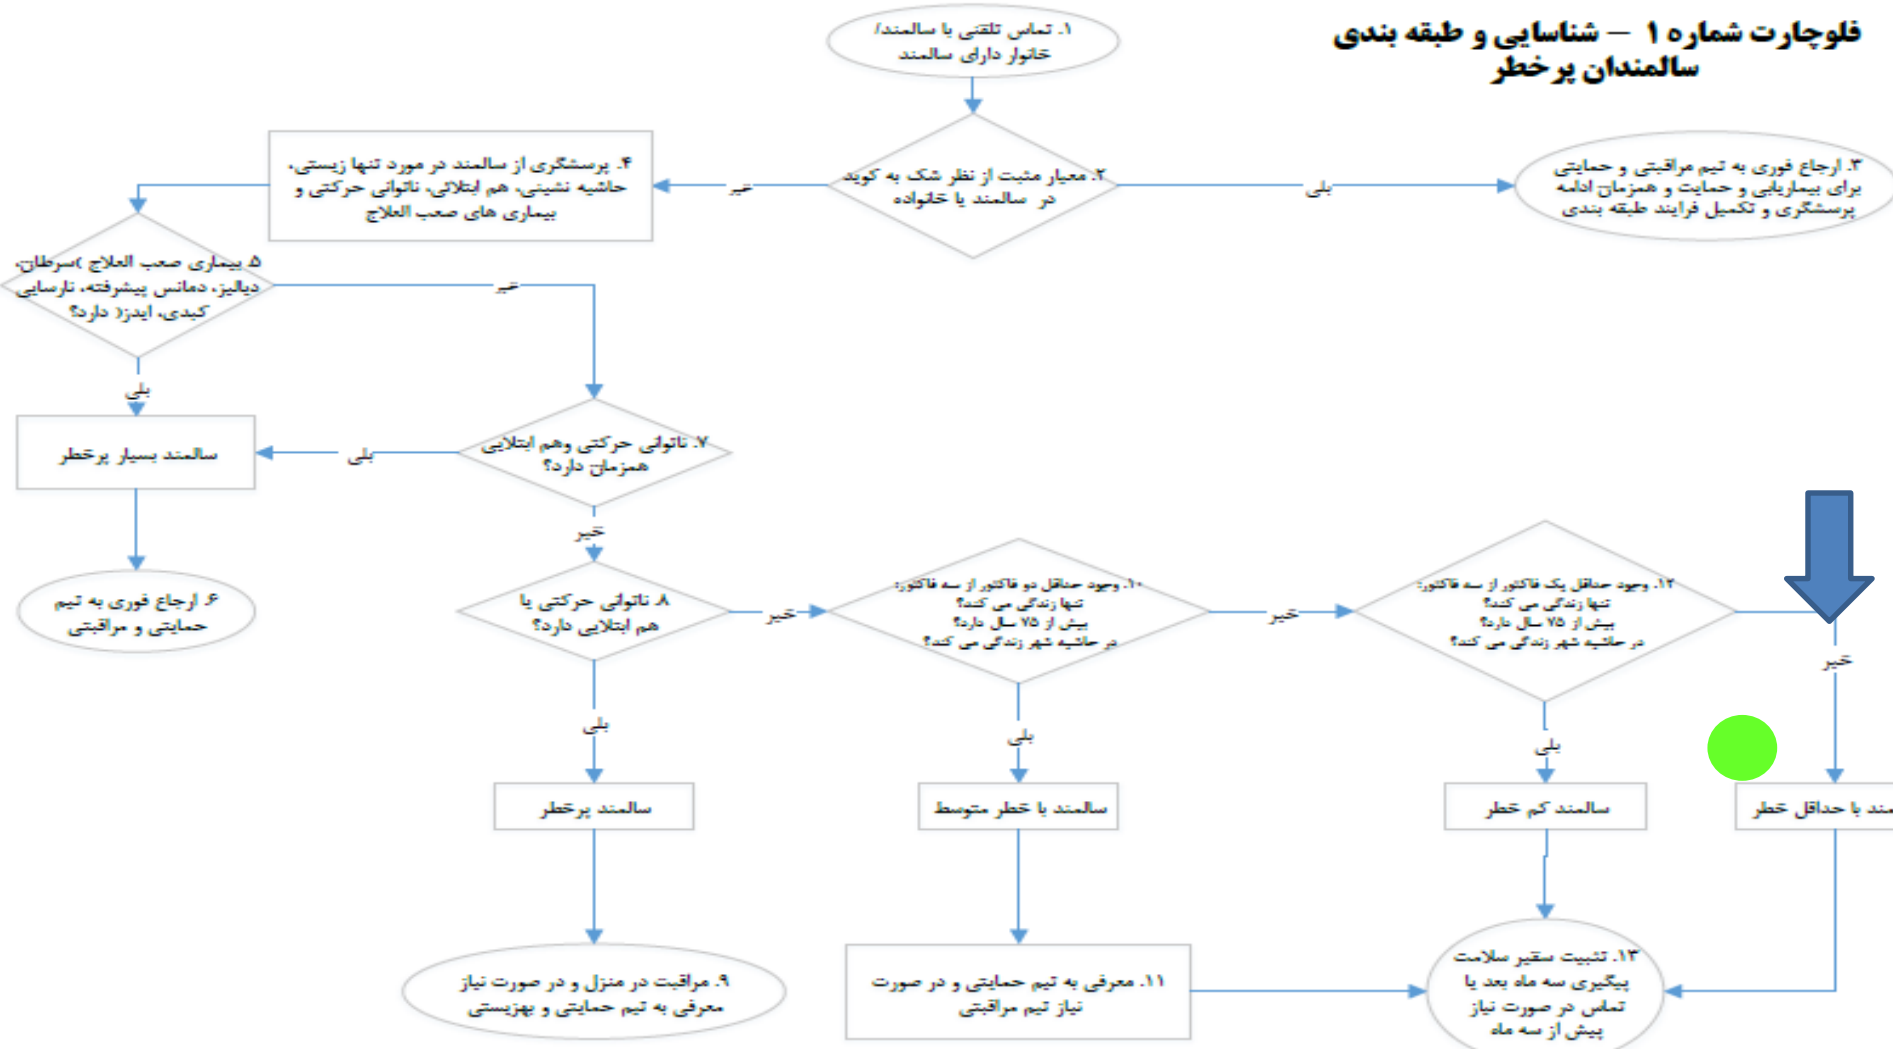 فلوچارت شماره ۱ – شناسایی و طبقه بندی
سالمندان پر خطر
۱. تماس تلفنی با سالمند/
خانوار دارای سالمند
۲. معیار مثبت از نظر شک به کوید
در سالمند یا خانواده
بلی
۳. ارجاع فوری به تیم مراقبتی و حمایتی
برای بیماریابی و حمایت و همزمان ادامه
پرسشگری و تکمیل فرایند طبقه بندی
خیر
۴. پرسشگری از سالمند در مورد تنها زیستی،
حاشیه نشینی، هم ابتلائی، ناتوانی حرکتی و
بیماری های صعب العلاج
۵. بیماری صعب العلاج )سرطان،
دیالیز، دمانس پیشرفته، نارسایی
کبدی، ایدز( دارد؟
خیر
بلی
سالمند بسیار پرخطر
۶. ارجاع فوری به تیم
حمایتی و مراقبتی
۷. ناتوانی حرکتی وهم ابتلایی
همزمان دارد؟
بلی
خیر
۸. ناتوانی حرکتی یا
هم ابتلایی دارد؟
خیر
بلی
سالمند پرخطر
۹. مراقبت در منزل و در صورت نیاز
معرفی به تیم حمایتی و بهزیستی
۱۰. وجود حداقل دو فاکتور از سه فاکتور:
تنها زندگی می کند؟
بیش از ۷۵ سال دارد؟
در حاشیه شهر زندگی می کند؟
خیر
بلی
سالمند با خطر متوسط
۱۱. معرفی به تیم حمایتی و در صورت
نیاز تیم مراقبتی
۱۲. وجود حداقل یک فاکتور از سه فاکتور:
تنها زندگی می کند؟
بیش از ۷۵ سال دارد؟
در حاشیه شهر زندگی می کند؟
خیر
بلی
سالمند کم خطر
مند با حداقل خطر
۱۳. تثبیت سفیر سلامت
پیگیری سه ماه بعد یا
تماس در صورت نیاز
پیش از سه ماه